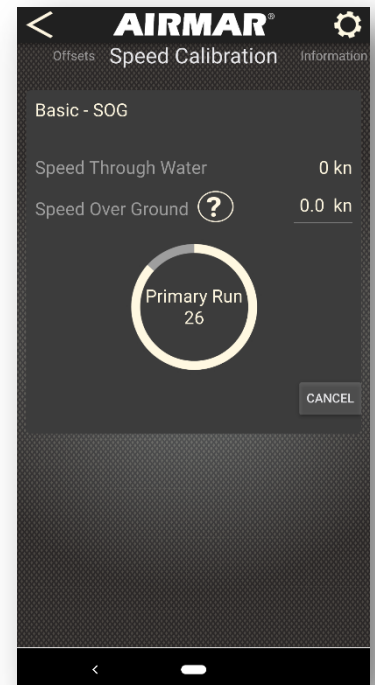 AIRMAR®
Offsets Speed Calibration Information
Basic - SOG
Speed Through Water 0 kn
Speed Over Ground ? 0.0 kn
Primary Run
26
CANCEL